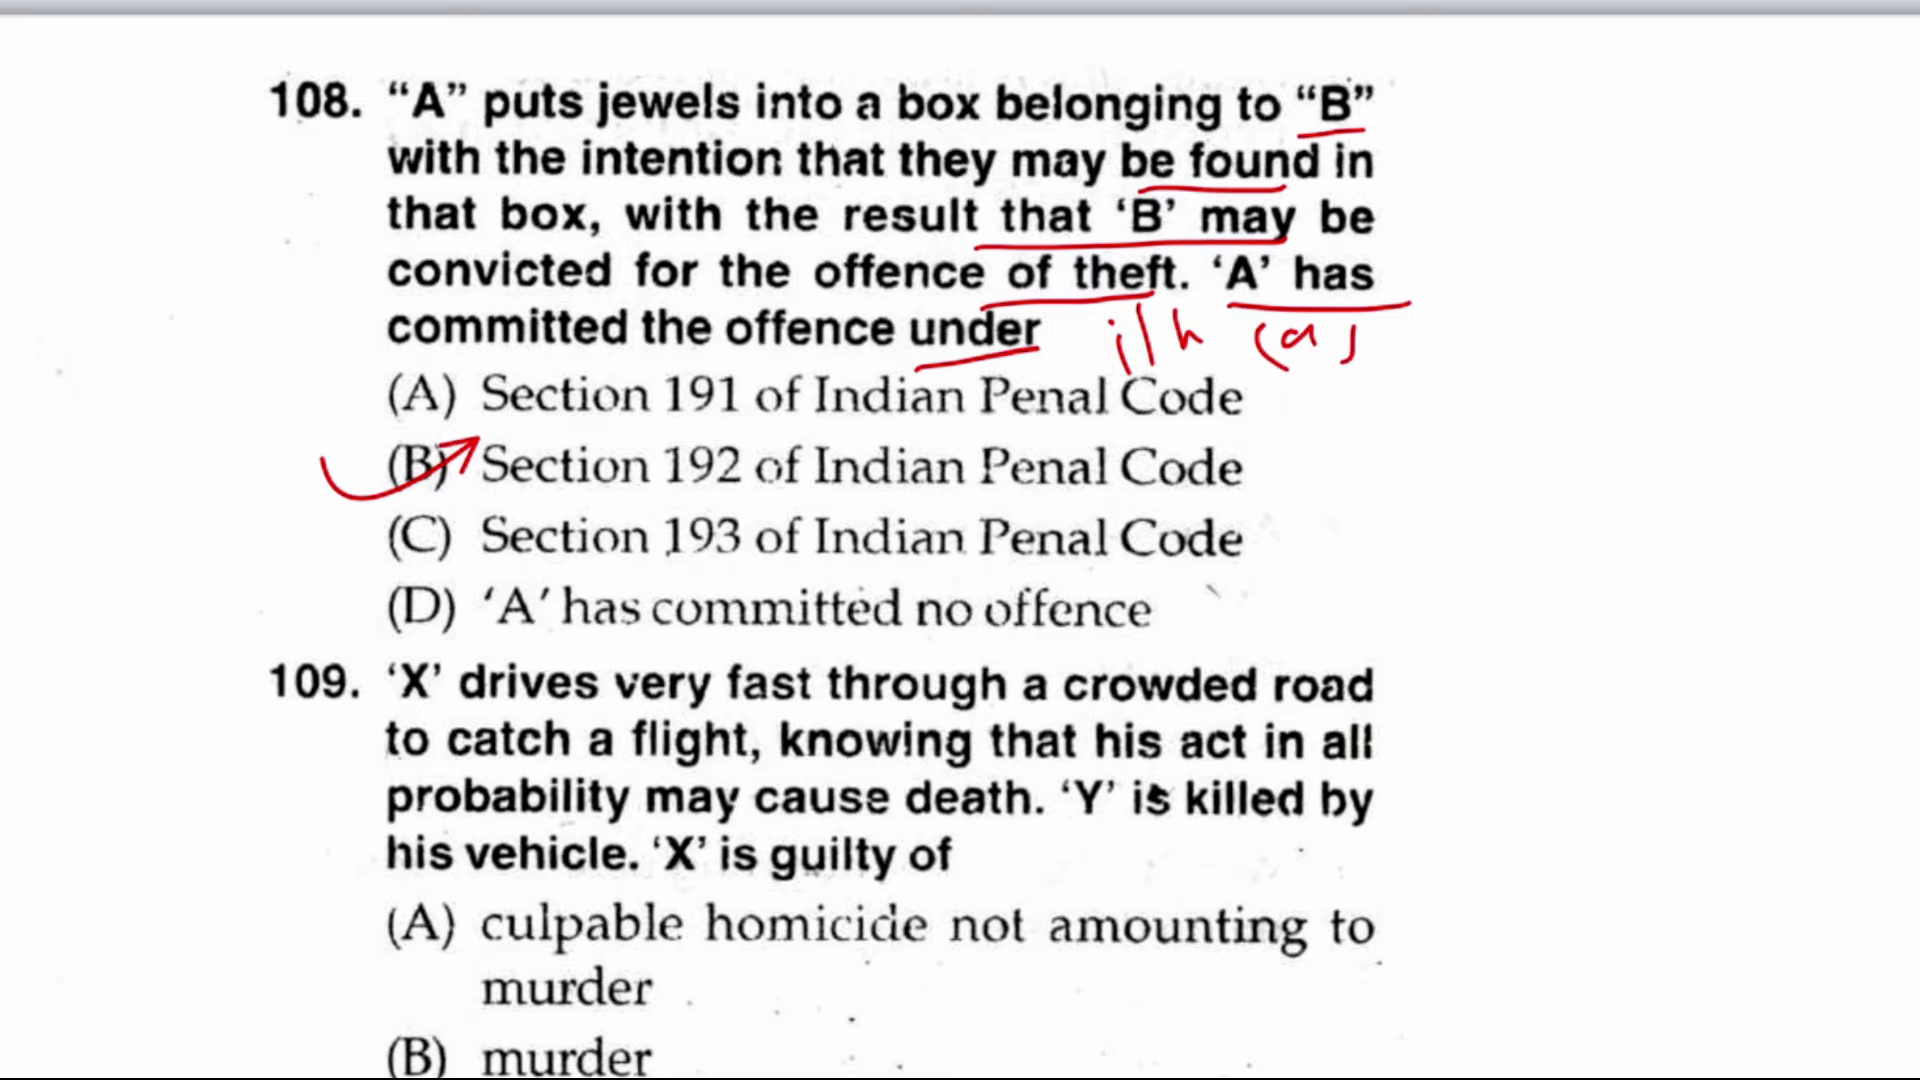 108. “A” puts jewels into a box belonging to “B”
with the intention that they may be found in
that box, with the result that ‘B’ may be
convicted for the offence of theft. ‘A’ has
committed the offence under ill (a)
(A) Section 191 of Indian Penal Code
(B) Section 192 of Indian Penal Code
(C) Section 193 of Indian Penal Code
(D) ‘A’ has committed no offence
109. ‘X’ drives very fast through a crowded road
to catch a flight, knowing that his act in all
probability may cause death. ‘Y’ is killed by
his vehicle. ‘X’ is guilty of
(A) culpable homicide not amounting to
murder
(B) murder